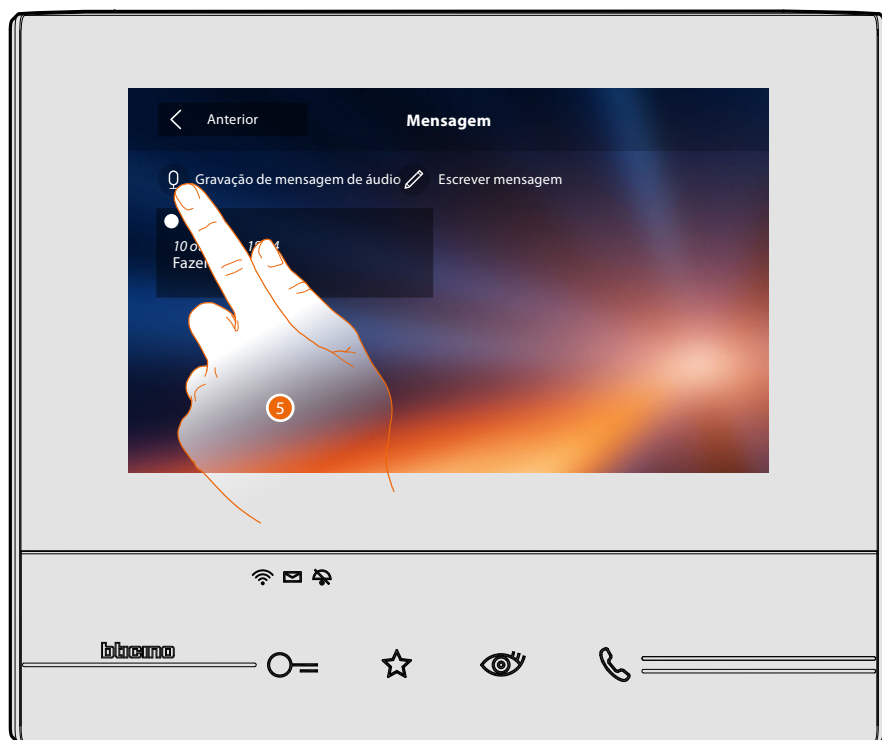 Anterior
Mensagem
Gravação de mensagem de áudio
Escrever mensagem
10
Fazer
5
bticino